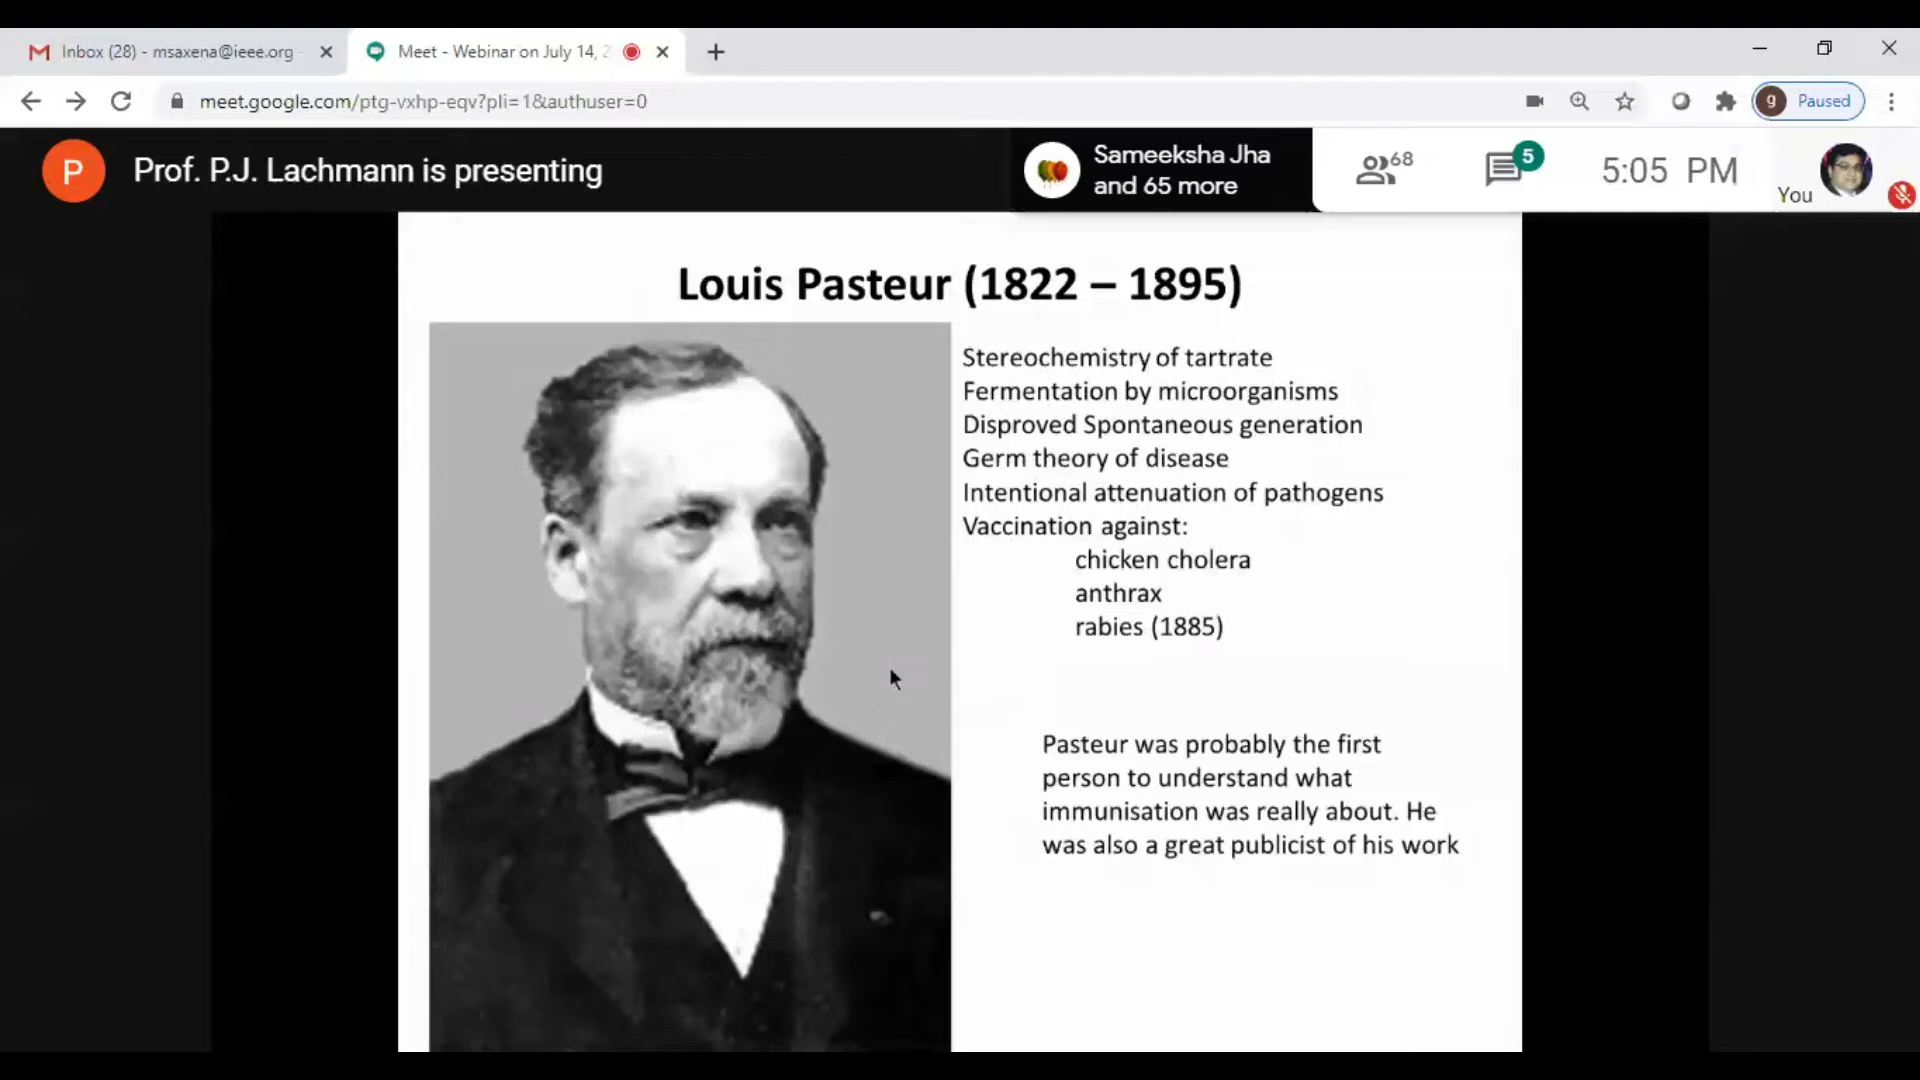 Inbox (28) - msaxena@ieee.org
Meet - Webinar on July 14, 2
meet.google.com/ptg-vxhp-eqv?pli=1&authuser=0
g Paused
P Prof. P.J. Lachmann is presenting
Sameeksha Jha
and 65 more
68
5
5:05 PM
You
Louis Pasteur (1822 – 1895)
Stereochemistry of tartrate
Fermentation by microorganisms
Disproved Spontaneous generation
Germ theory of disease
Intentional attenuation of pathogens
Vaccination against:
chicken cholera
anthrax
rabies (1885)
Pasteur was probably the first
person to understand what
immunisation was really about. He
was also a great publicist of his work